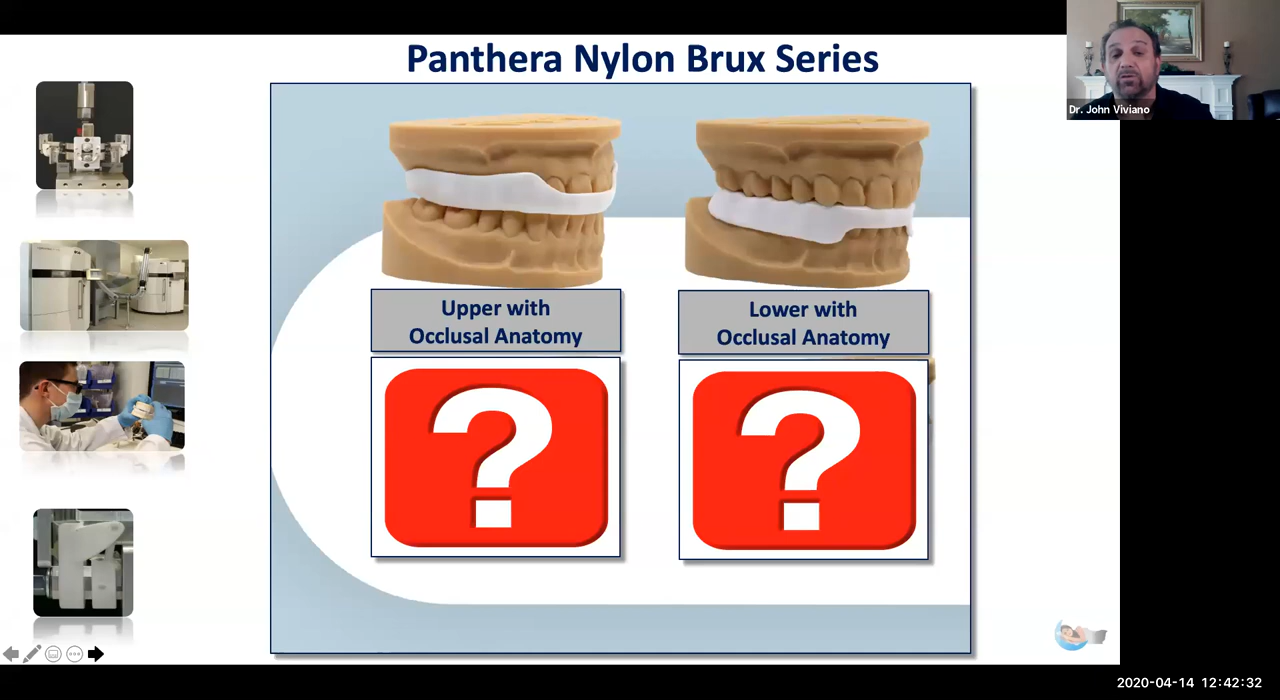 Panthera Nylon Brux Series
Dr. John Viviano
Upper with
Occlusal Anatomy
Lower with
Occlusal Anatomy
?
?
2020-04-14 12:42:32